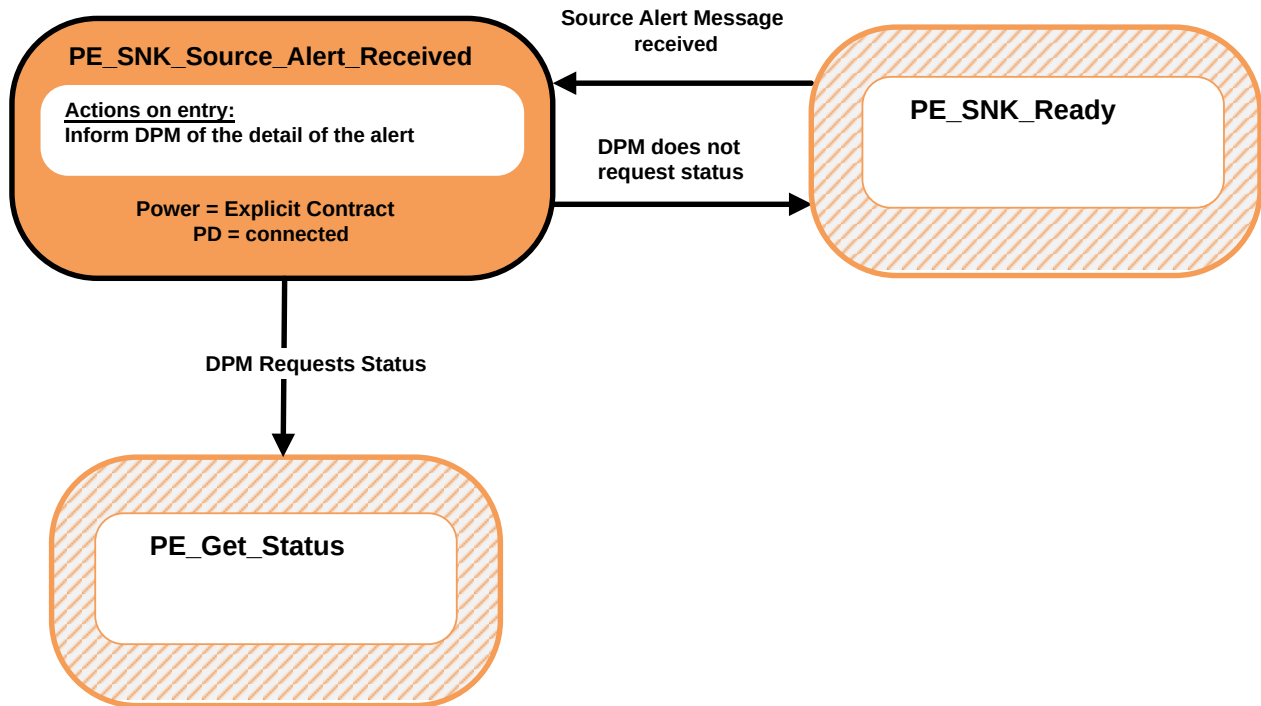 Source Alert Message
received
PE_SNK_Source_Alert_Received
Actions on entry:
Inform DPM of the detail of the alert
PE_SNK_Ready
DPM does not
request status
Power = Explicit Contract
PD = connected
DPM Requests Status
PE_Get_Status